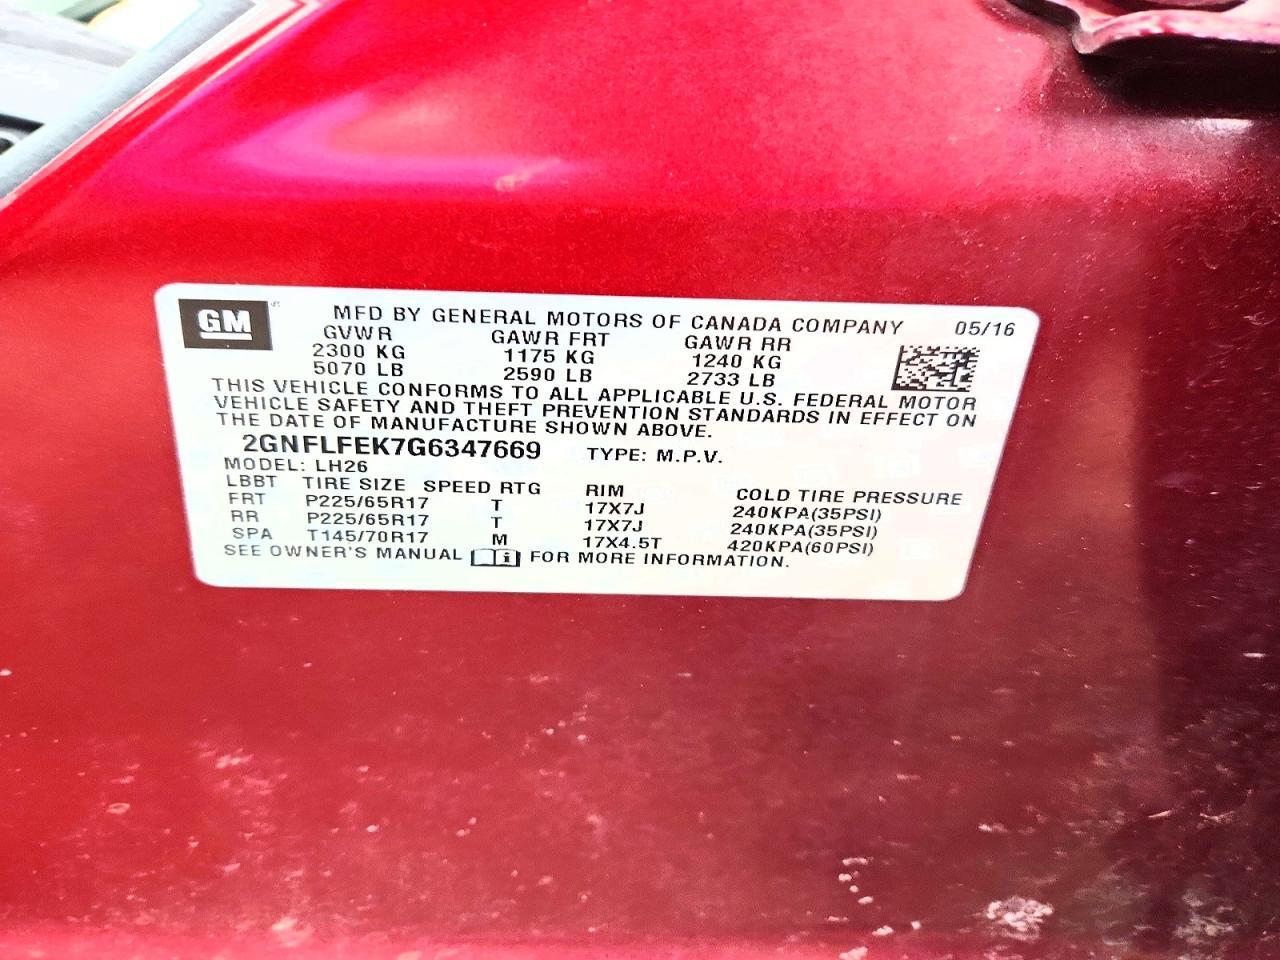 GM
MFD BY GENERAL MOTORS OF CANADA COMPANY 05/16
GVWR GAWR FRT GAWR RR
2300 KG 1175 KG 1240 KG
5070 LB 2590 LB 2733 LB
THIS VEHICLE CONFORMS TO ALL APPLICABLE U.S. FEDERAL MOTOR
VEHICLE SAFETY AND THEFT PREVENTION STANDARDS IN EFFECT ON
THE DATE OF MANUFACTURE SHOWN ABOVE.
2GNFLFEK7G6347669 TYPE: M.P.V.
MODEL: LH26
LBBT TIRE SIZE SPEED RTG RIM COLD TIRE PRESSURE
FRT P225/65R17 T 17X7J 240KPA(35PSI)
RR P225/65R17 T 17X7J 240KPA(35PSI)
SPA T145/70R17 M 17X4.5T 420KPA(60PSI)
SEE OWNER'S MANUAL i FOR MORE INFORMATION.